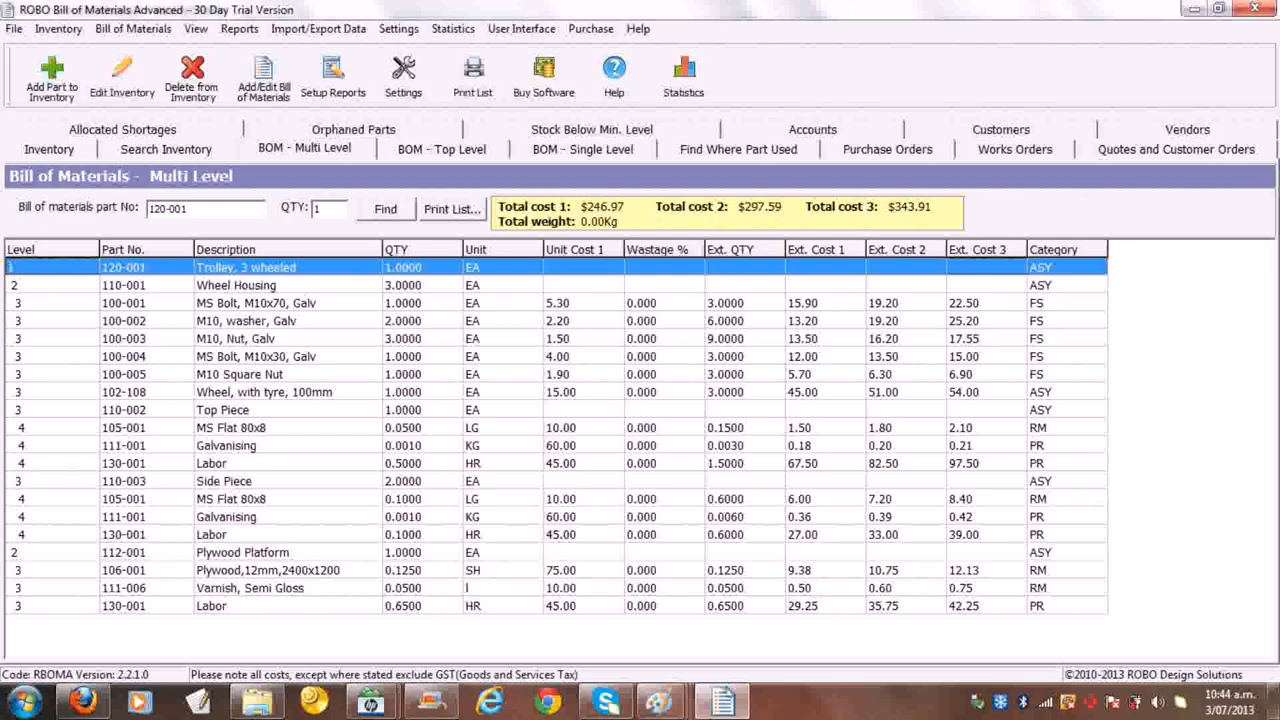 ROBO Bill of Materials Advanced - 30 Day Trial Version
File Inventory Bill of Materials View Reports Import/Export Data Settings Statistics User Interface Purchase Help
Add Part to Inventory Edit Inventory Delete from Inventory Add/Edit Bill of Materials Setup Reports Settings Print List Buy Software Help Statistics
Allocated Shortages Orphaned Parts Stock Below Min. Level Accounts Customers Vendors
Inventory Search Inventory BOM - Multi Level BOM - Top Level BOM - Single Level Find Where Part Used Purchase Orders Works Orders Quotes and Customer Orders
Bill of Materials - Multi Level
Bill of materials part No: 120-001 QTY: 1 Find Print List... Total cost 1: $246.97 Total cost 2: $297.59 Total cost 3: $343.91
Total weight: 0.00Kg
Level Part No. Description QTY Unit Unit Cost 1 Wastage % Ext. QTY Ext. Cost 1 Ext. Cost 2 Ext. Cost 3 Category
1 120-001 Trolley, 3 wheeled 1.0000 EA ASY
2 110-001 Wheel Housing 3.0000 EA ASY
3 100-001 MS Bolt, M10x70, Galv 1.0000 EA 5.30 0.000 3.0000 15.90 19.20 22.50 FS
3 100-002 M10, washer, Galv 2.0000 EA 2.20 0.000 6.0000 13.20 19.20 25.20 FS
3 100-003 M10, Nut, Galv 3.0000 EA 1.50 0.000 9.0000 13.50 16.20 17.55 FS
3 100-004 MS Bolt, M10x30, Galv 1.0000 EA 4.00 0.000 3.0000 12.00 13.50 15.00 FS
3 100-005 M10 Square Nut 1.0000 EA 1.90 0.000 3.0000 5.70 6.30 6.90 FS
3 102-108 Wheel, with tyre, 100mm 1.0000 EA 15.00 0.000 3.0000 45.00 51.00 54.00 ASY
3 110-002 Top Piece 1.0000 EA ASY
4 105-001 MS Flat 80x8 0.0500 LG 10.00 0.000 0.1500 1.50 1.80 2.10 RM
4 111-001 Galvanising 0.0010 KG 60.00 0.000 0.0030 0.18 0.20 0.21 PR
4 130-001 Labor 0.5000 HR 45.00 0.000 1.5000 67.50 82.50 97.50 PR
3 110-003 Side Piece 2.0000 EA ASY
4 105-001 MS Flat 80x8 0.1000 LG 10.00 0.000 0.6000 6.00 7.20 8.40 RM
4 111-001 Galvanising 0.0010 KG 60.00 0.000 0.0060 0.36 0.39 0.42 PR
4 130-001 Labor 0.1000 HR 45.00 0.000 0.6000 27.00 33.00 39.00 PR
2 112-001 Plywood Platform 1.0000 EA ASY
3 106-001 Plywood,12mm,2400x1200 0.1250 SH 75.00 0.000 0.1250 9.38 10.75 12.13 RM
3 111-006 Varnish, Semi Gloss 0.0500 l 10.00 0.000 0.0500 0.50 0.60 0.75 RM
3 130-001 Labor 0.6500 HR 45.00 0.000 0.6500 29.25 35.75 42.25 PR
Code: RBOMA Version: 2.2.1.0 Please note all costs, except where stated exclude GST(Goods and Services Tax) ©2010-2013 ROBO Design Solutions
10:44 a.m.
3/07/2013